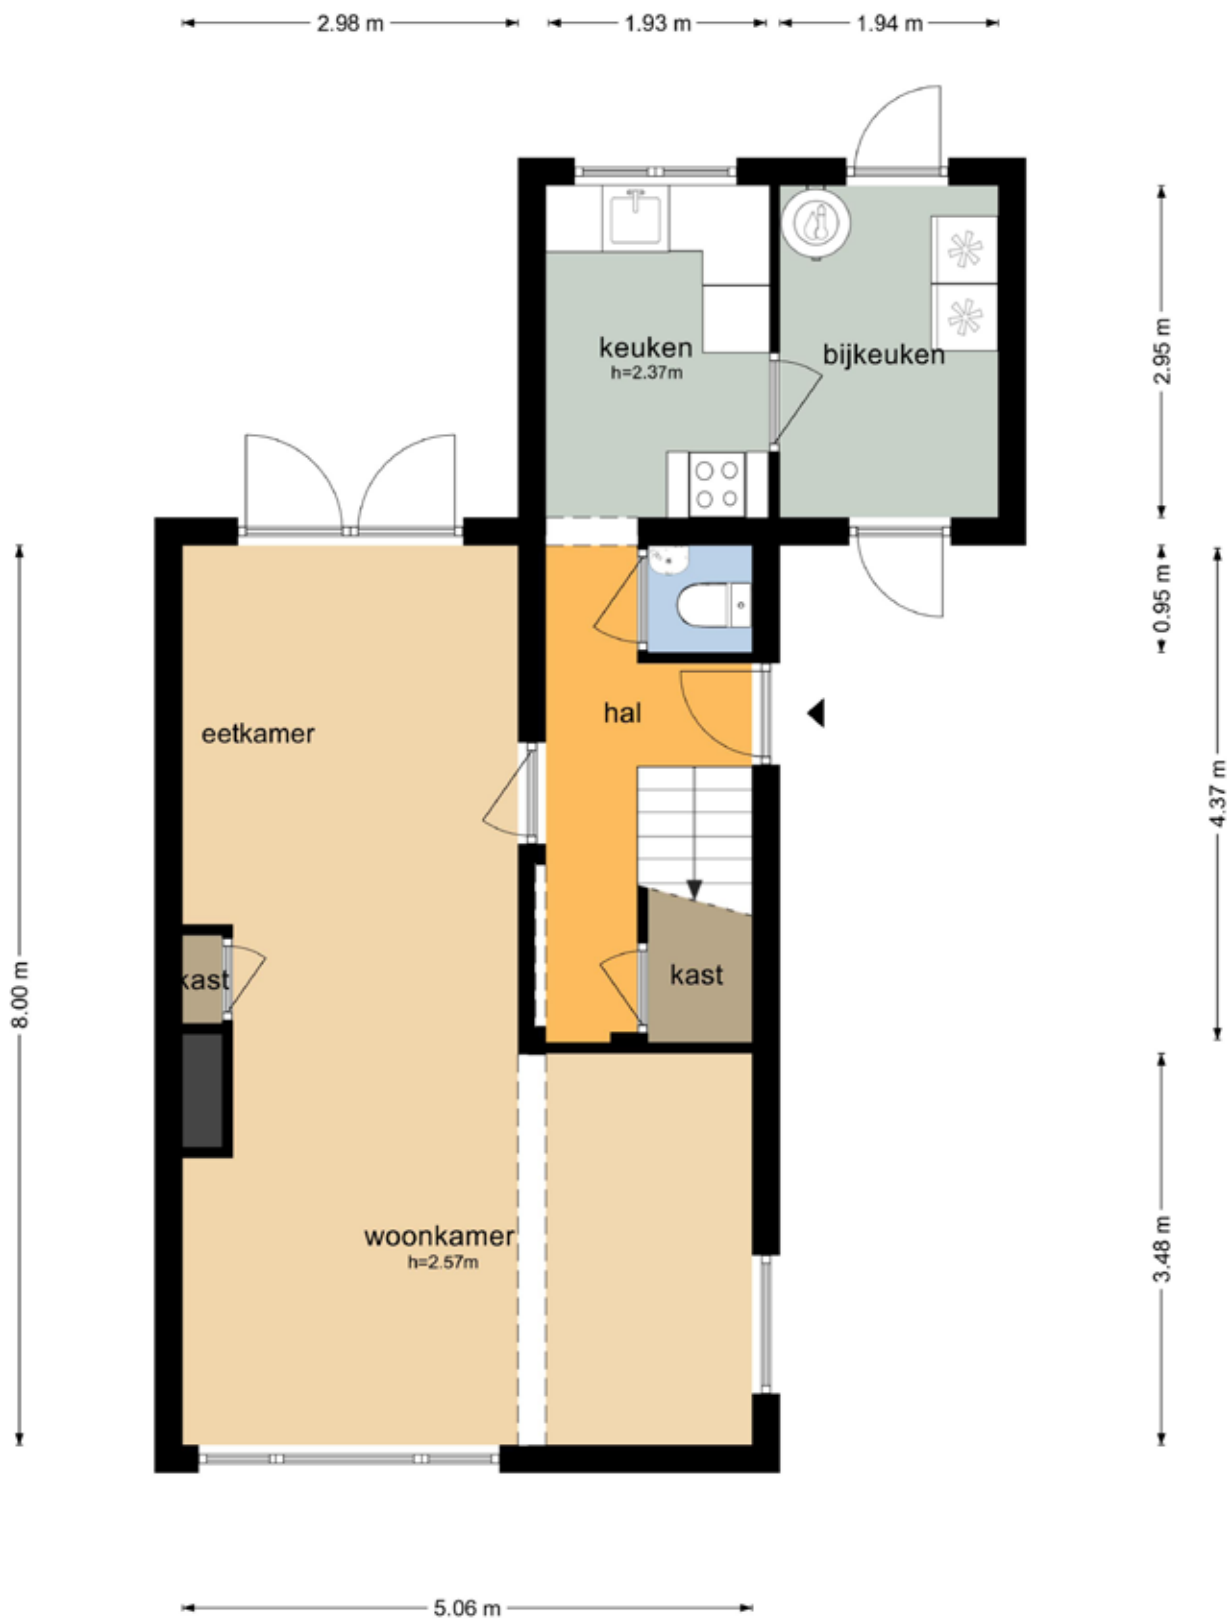 2.98 m
1.93 m
1.94 m
keuken
h=2.37m
bijkeuken
2.95 m
0.95 m
hal
eetkamer
4.37 m
kast
kast
8.00 m
woonkamer
h=2.57m
3.48 m
5.06 m